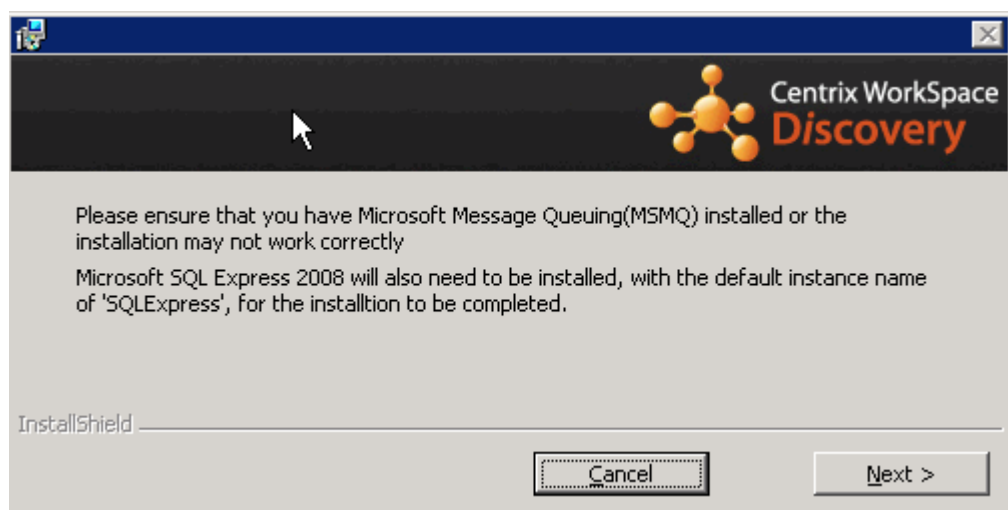 Centrix WorkSpace
Discovery
Please ensure that you have Microsoft Message Queuing(MSMQ) installed or the
installation may not work correctly
Microsoft SQL Express 2008 will also need to be installed, with the default instance name
of 'SQLExpress', for the installtion to be completed.
InstallShield
Cancel
Next >